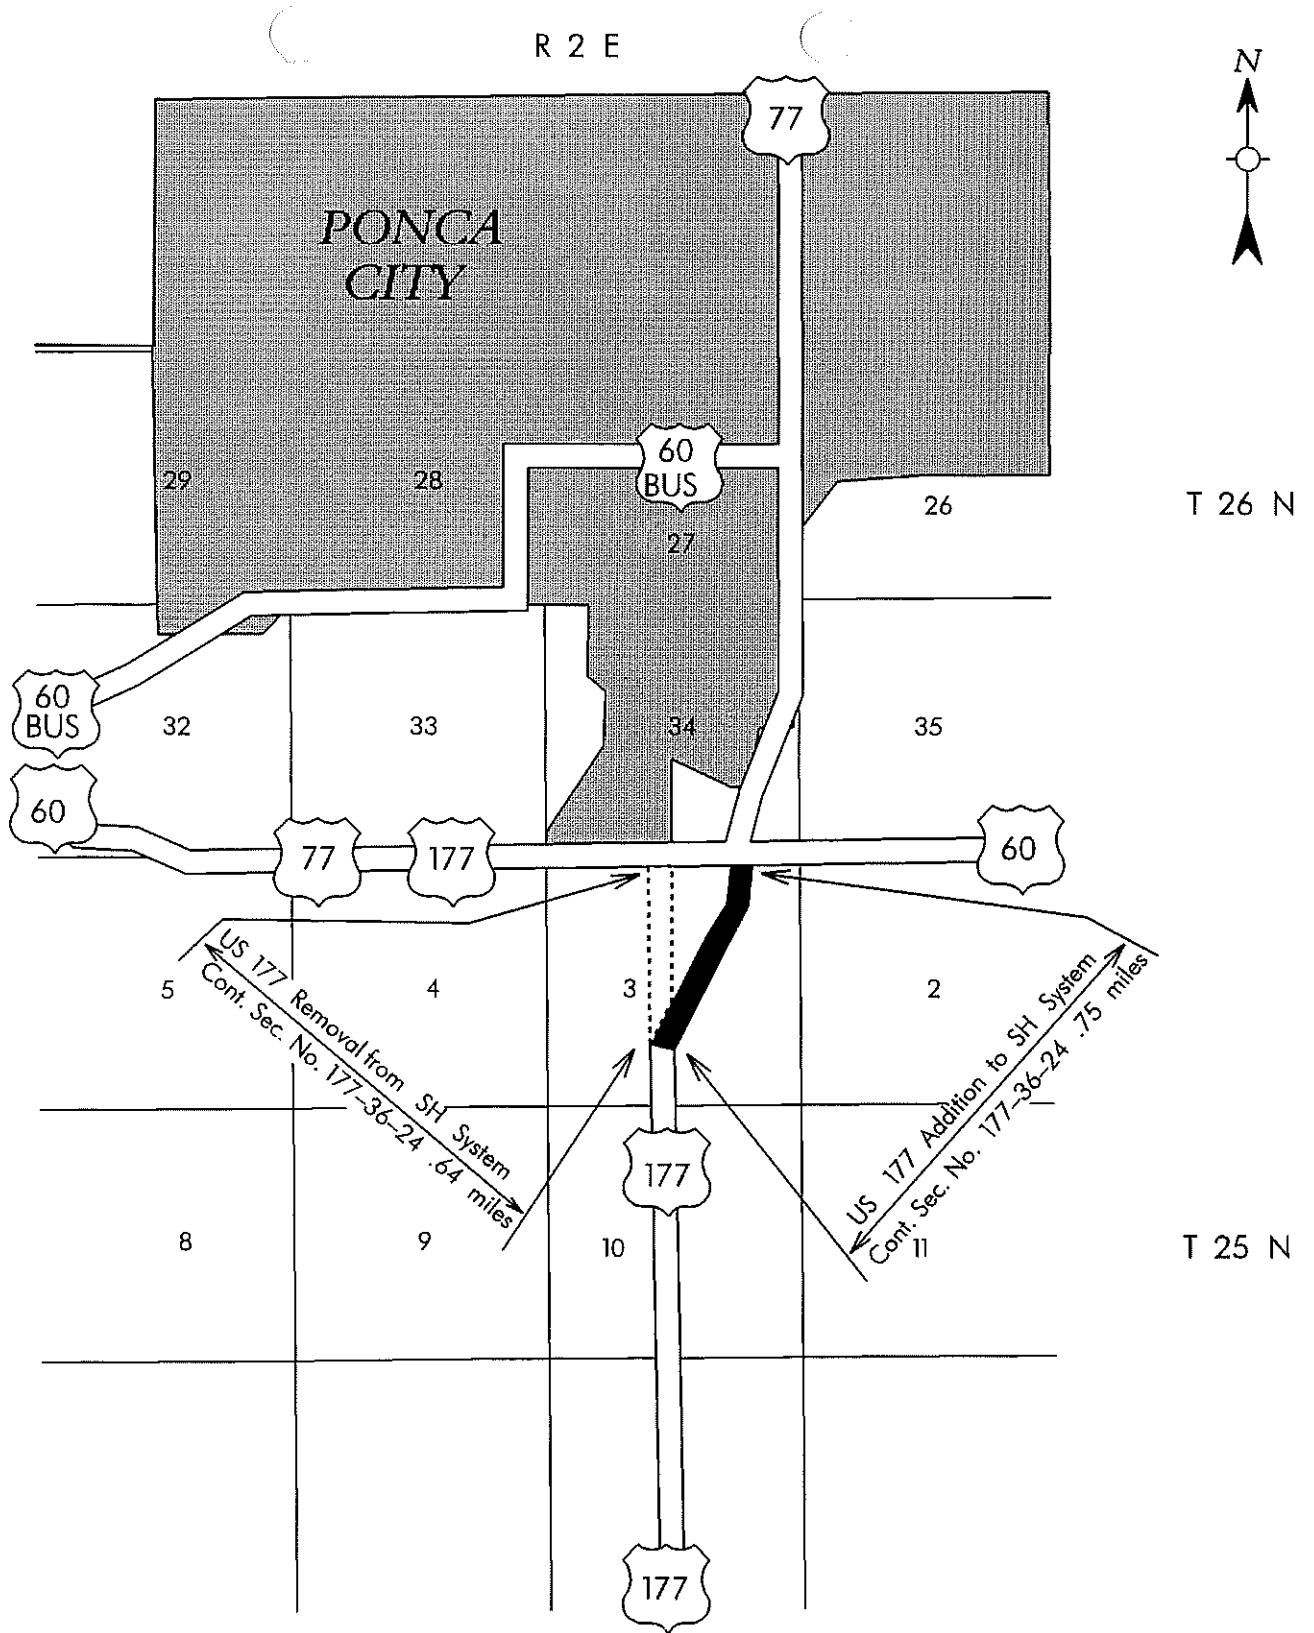 R 2 E
N
77
PONCA
CITY
60
BUS
29
28
26
T 26 N
27
60
BUS
32
33
34
35
60
77
177
60
US 177 Removal from SH System
Cont. Sec. No. 177-36-24 .64 miles
5
4
3
2
US 177 Addition to SH System
Cont. Sec. No. 177-36-24 .75 miles
177
8
9
10
11
T 25 N
177